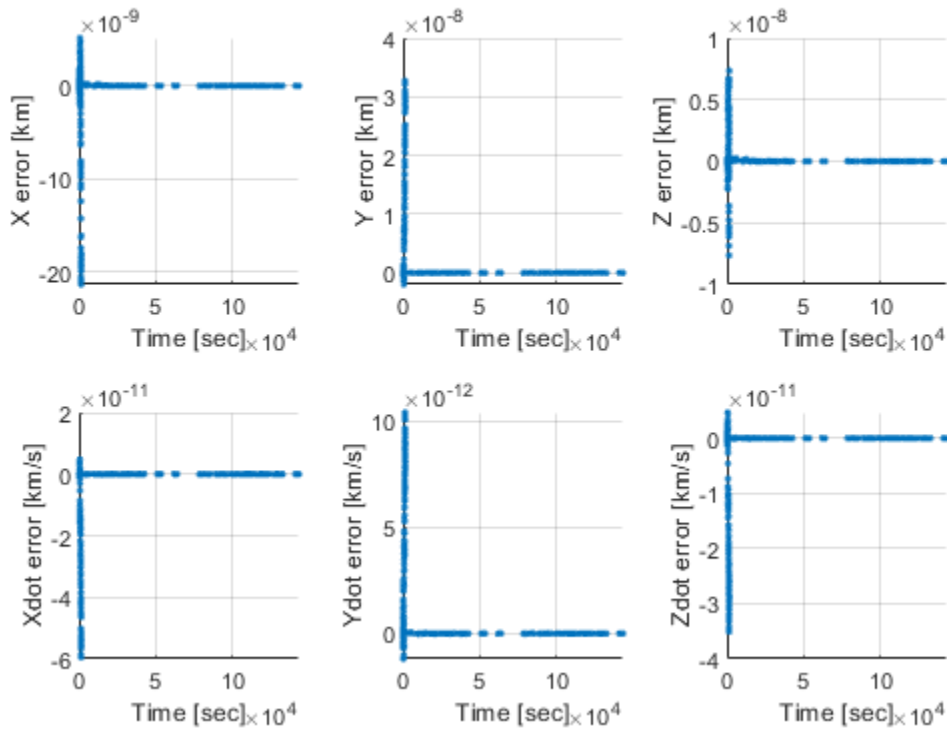 ×10⁻⁹
0
-10
-20
X error [km]
0 5 10
Time [sec]×10⁴
×10⁻⁸
4
3
2
1
0
Y error [km]
0 5 10
Time [sec]×10⁴
×10⁻⁸
1
0.5
0
-0.5
-1
Z error [km]
0 5 10
Time [sec]×10⁴
×10⁻¹¹
2
0
-2
-4
-6
Xdot error [km/s]
0 5 10
Time [sec]×10⁴
×10⁻¹²
10
5
0
Ydot error [km/s]
0 5 10
Time [sec]×10⁴
×10⁻¹¹
0
-1
-2
-3
-4
Zdot error [km/s]
0 5 10
Time [sec]×10⁴